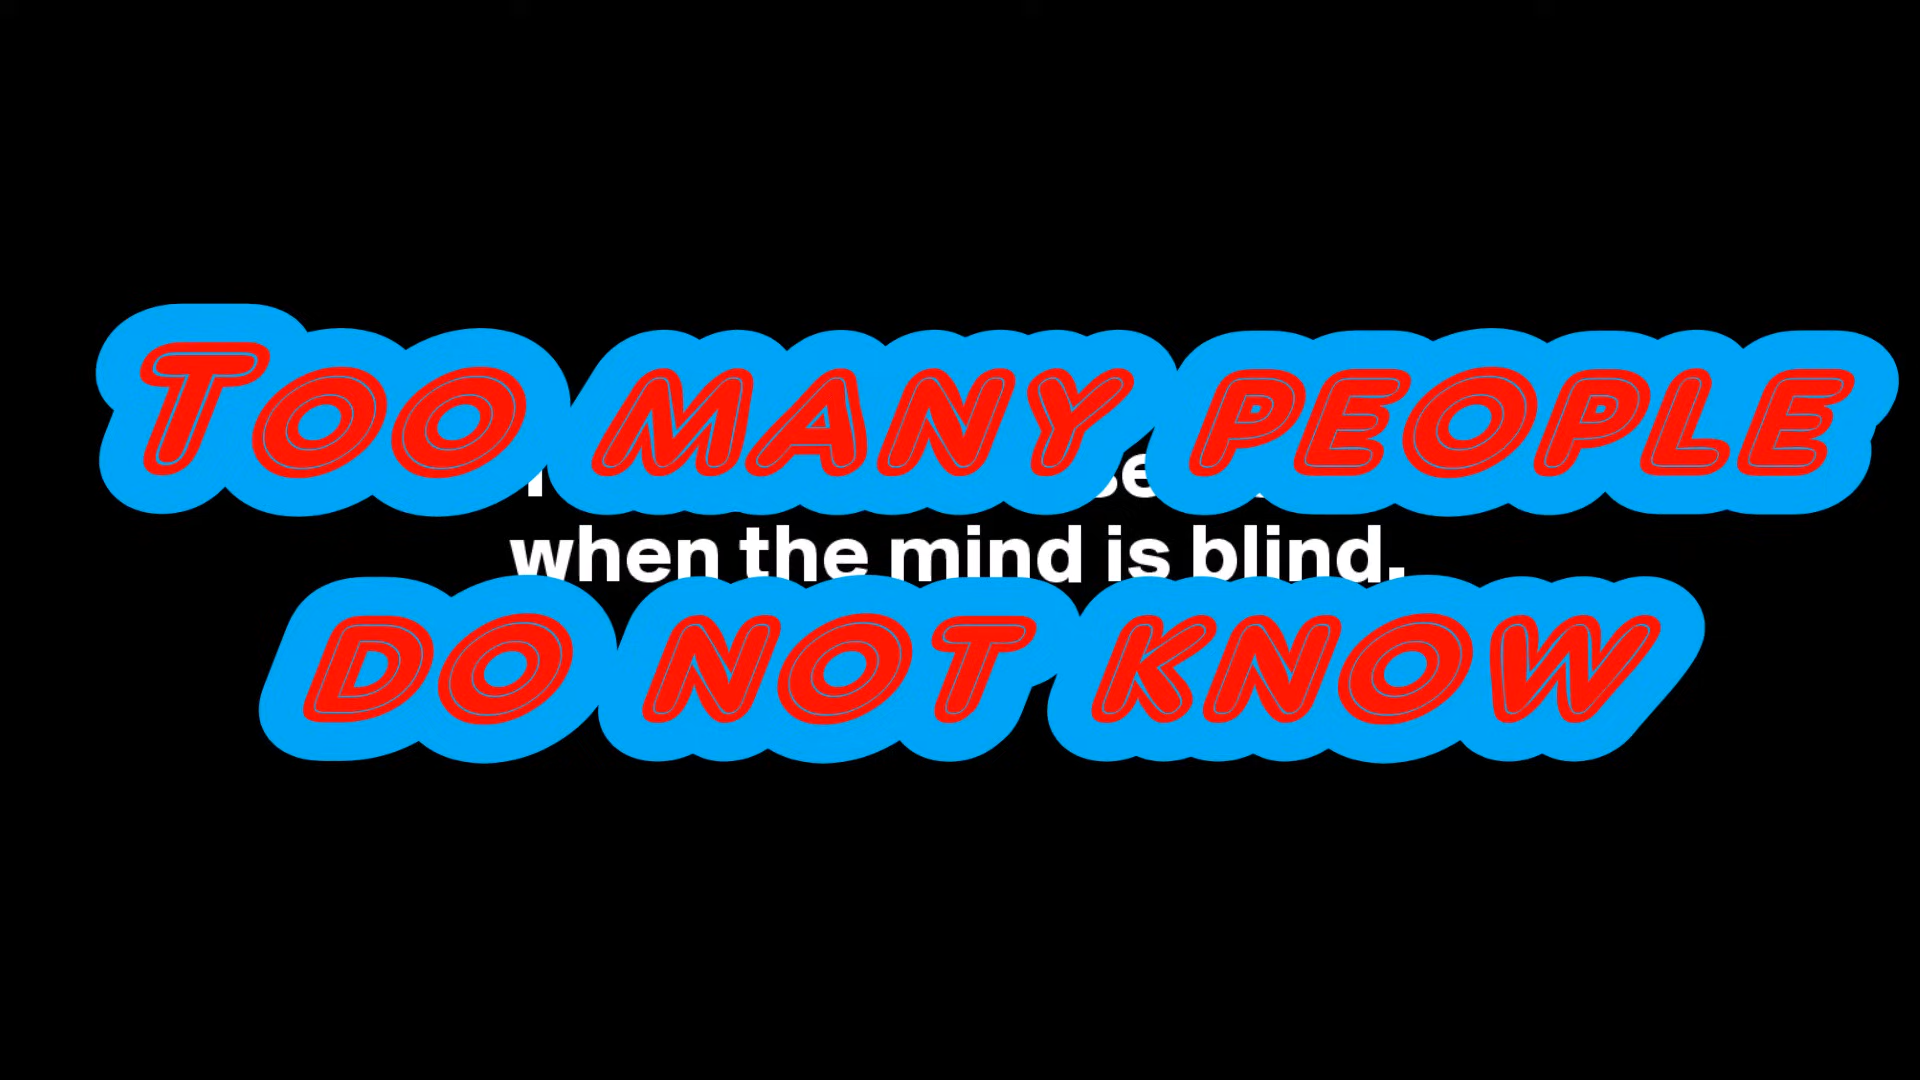 Too many people
when the mind is blind.
do not know